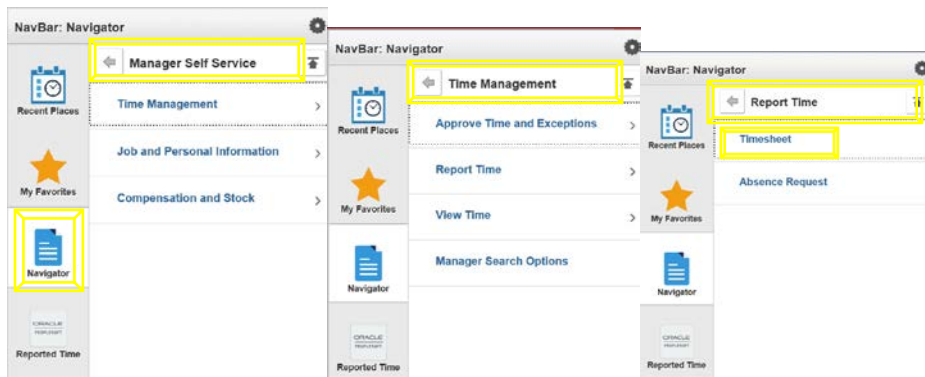 NavBar: Navigator
Manager Self Service
Recent Places
Time Management
Job and Personal Information
My Favorites
Compensation and Stock
Navigator
ORACLE
Reported Time
NavBar: Navigator
Time Management
Recent Places
Approve Time and Exceptions
Report Time
My Favorites
View Time
Manager Search Options
Navigator
ORACLE
Reported Time
NavBar: Navigator
Report Time
Recent Places
Timesheet
Absence Request
My Favorites
Navigator
ORACLE
Reported Time